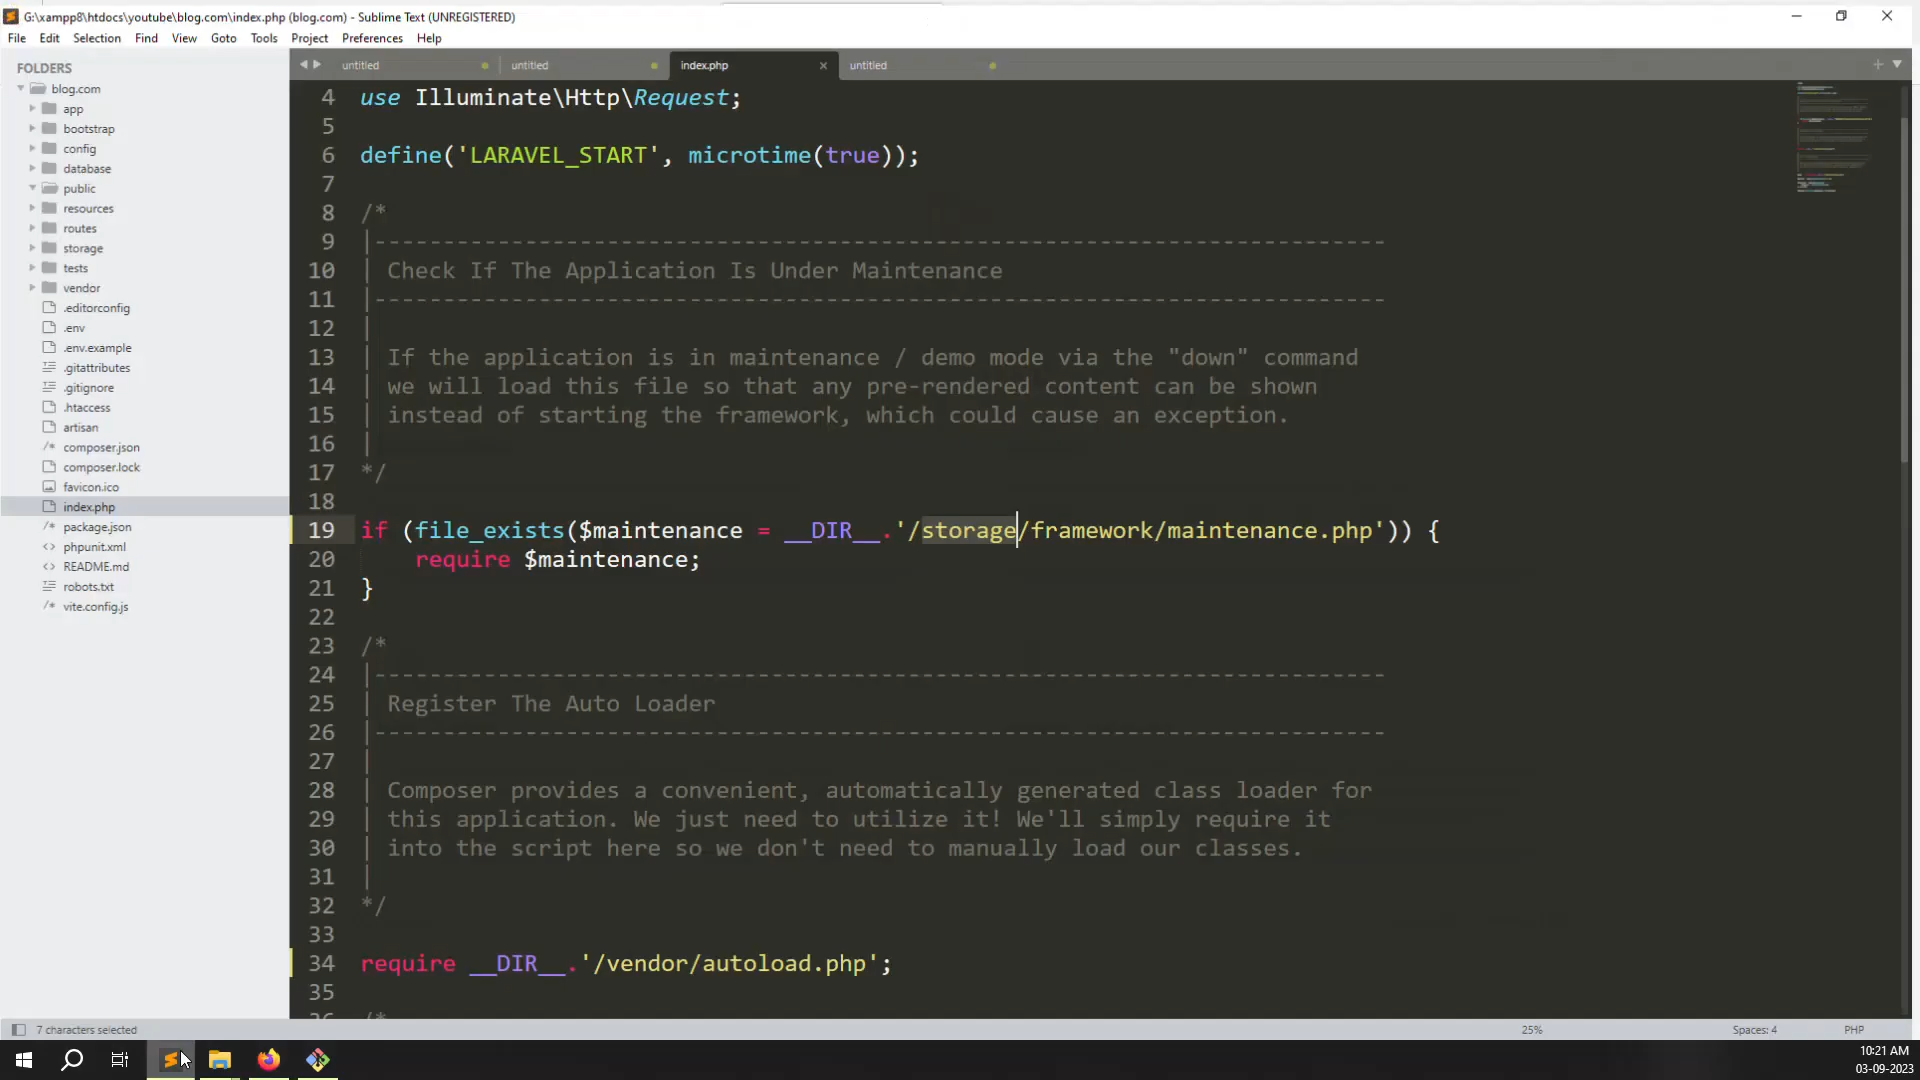 G:\xampp8\htdocs\youtube\blog.com\index.php (blog.com) - Sublime Text (UNREGISTERED)
File Edit Selection Find View Goto Tools Project Preferences Help
FOLDERS
blog.com
app
bootstrap
config
database
public
resources
routes
storage
tests
vendor
.editorconfig
.env
.env.example
.gitattributes
.gitignore
.htaccess
artisan
composer.json
composer.lock
favicon.ico
index.php
package.json
phpunit.xml
README.md
robots.txt
vite.config.js
untitled untitled index.php untitled
4 use Illuminate\Http\Request;
5
6 define('LARAVEL_START', microtime(true));
7
8 /*
9 |--------------------------------------------------------------------------
10 | Check If The Application Is Under Maintenance
11 |--------------------------------------------------------------------------
12 |
13 | If the application is in maintenance / demo mode via the "down" command
14 | we will load this file so that any pre-rendered content can be shown
15 | instead of starting the framework, which could cause an exception.
16 |
17 */
18
19 if (file_exists($maintenance = __DIR__.'/storage/framework/maintenance.php')) {
20 require $maintenance;
21 }
22
23 /*
24 |--------------------------------------------------------------------------
25 | Register The Auto Loader
26 |--------------------------------------------------------------------------
27 |
28 | Composer provides a convenient, automatically generated class loader for
29 | this application. We just need to utilize it! We'll simply require it
30 | into the script here so we don't need to manually load our classes.
31 |
32 */
33
34 require __DIR__.'/vendor/autoload.php';
35
36 /*
7 characters selected 25% Spaces: 4 PHP
10:21 AM
03-09-2023